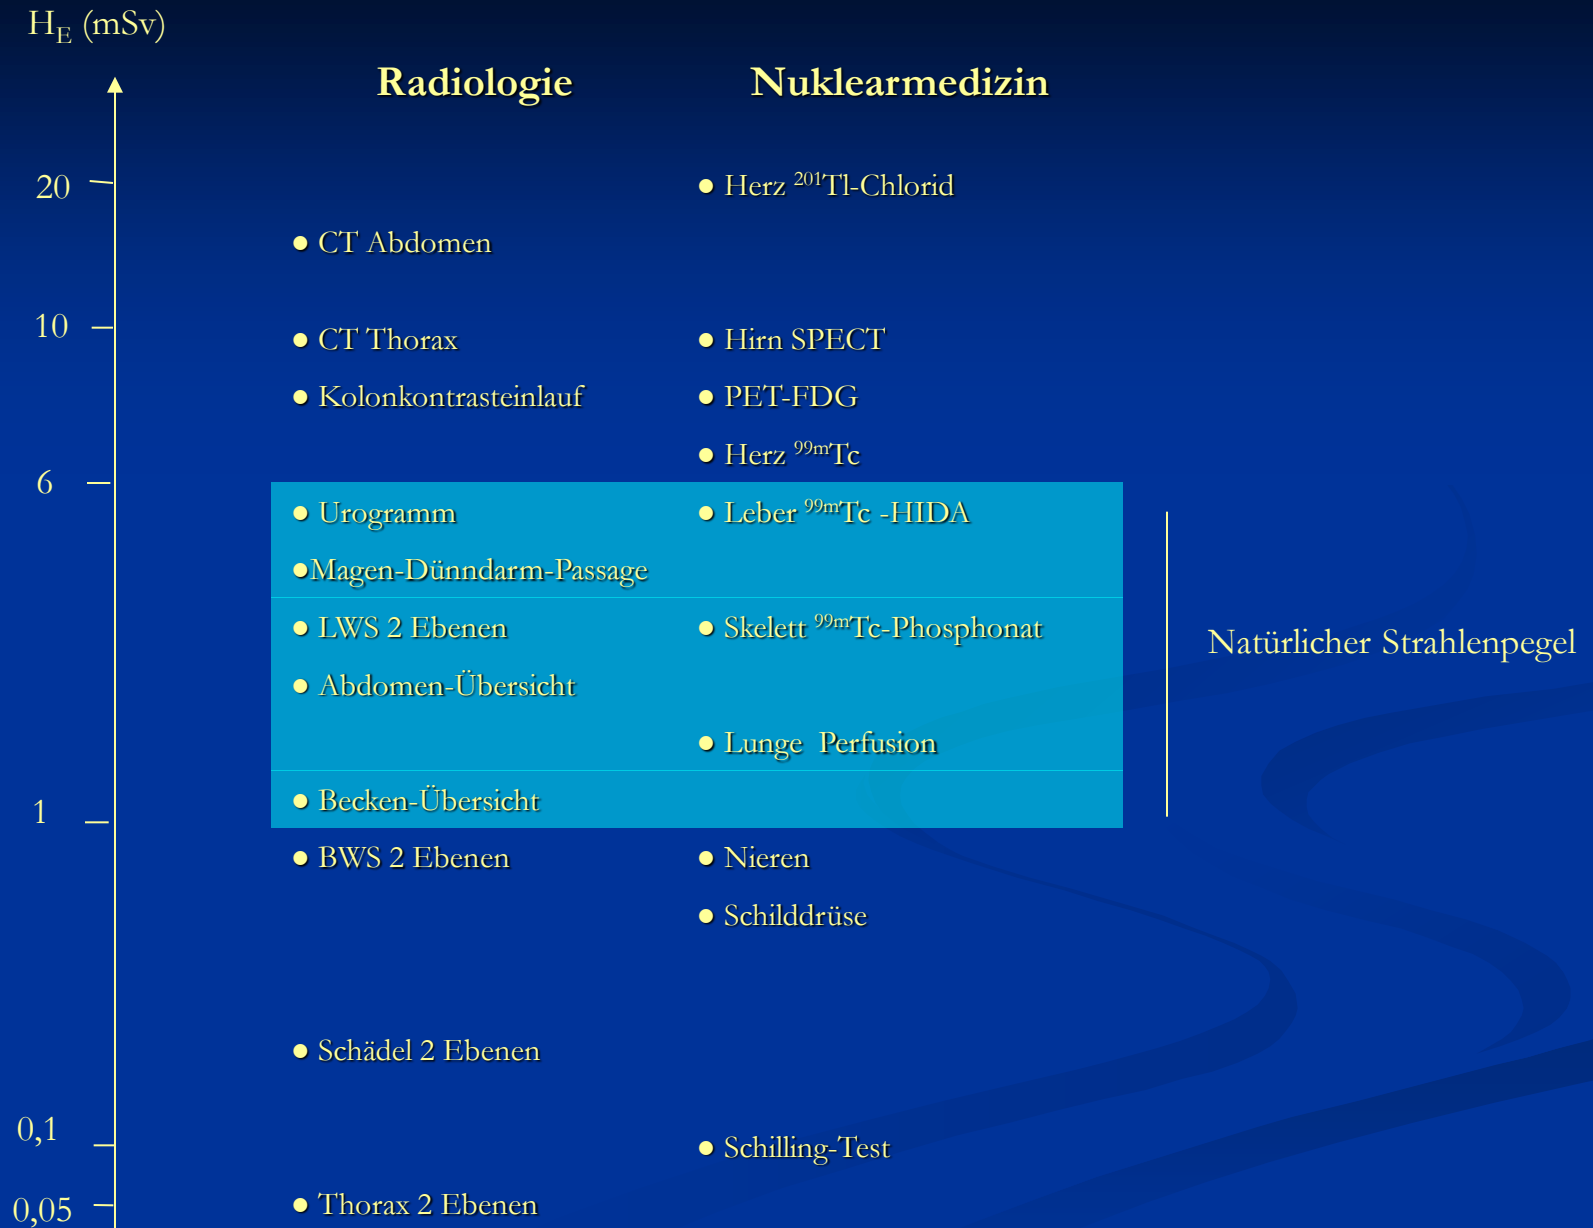 H_E (mSv)
Radiologie Nuklearmedizin
20 ● Herz ²⁰¹Tl-Chlorid
● CT Abdomen
10
● CT Thorax ● Hirn SPECT
● Kolonkontrasteinlauf ● PET-FDG
● Herz ⁹⁹ᵐTc
6
● Urogramm ● Leber ⁹⁹ᵐTc -HIDA
●Magen-Dünndarm-Passage
● LWS 2 Ebenen ● Skelett ⁹⁹ᵐTc-Phosphonat
Natürlicher Strahlenpegel
● Abdomen-Übersicht
● Lunge Perfusion
● Becken-Übersicht
1
● BWS 2 Ebenen ● Nieren
● Schilddrüse
● Schädel 2 Ebenen
0,1
● Schilling-Test
0,05 ● Thorax 2 Ebenen